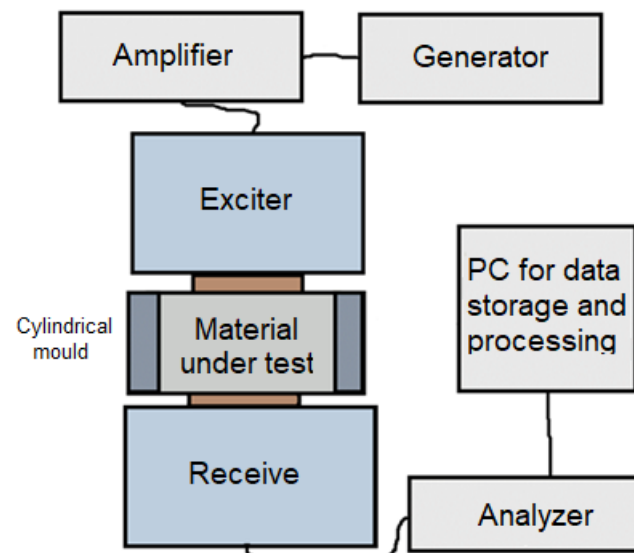 Amplifier
Generator
Exciter
PC for data
storage and
processing
Cylindrical
mould
Material
under test
Receive
Analyzer